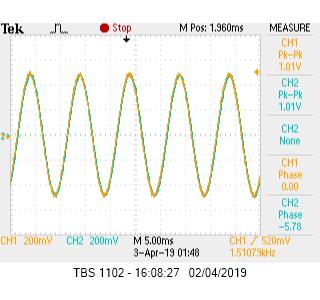 Tek Stop M Pos: 1.960ms MEASURE
CH1
Pk-Pk
1.01V
CH2
Pk-Pk
1.01V
CH2
None
CH1
Phase
0.00
CH2
Phase
-5.78
2
CH1 200mV CH2 200mV M 5.00ms CH1 / 520mV
3-Apr-19 01:48 1.51079kHz
TBS 1102 - 16:08:27 02/04/2019